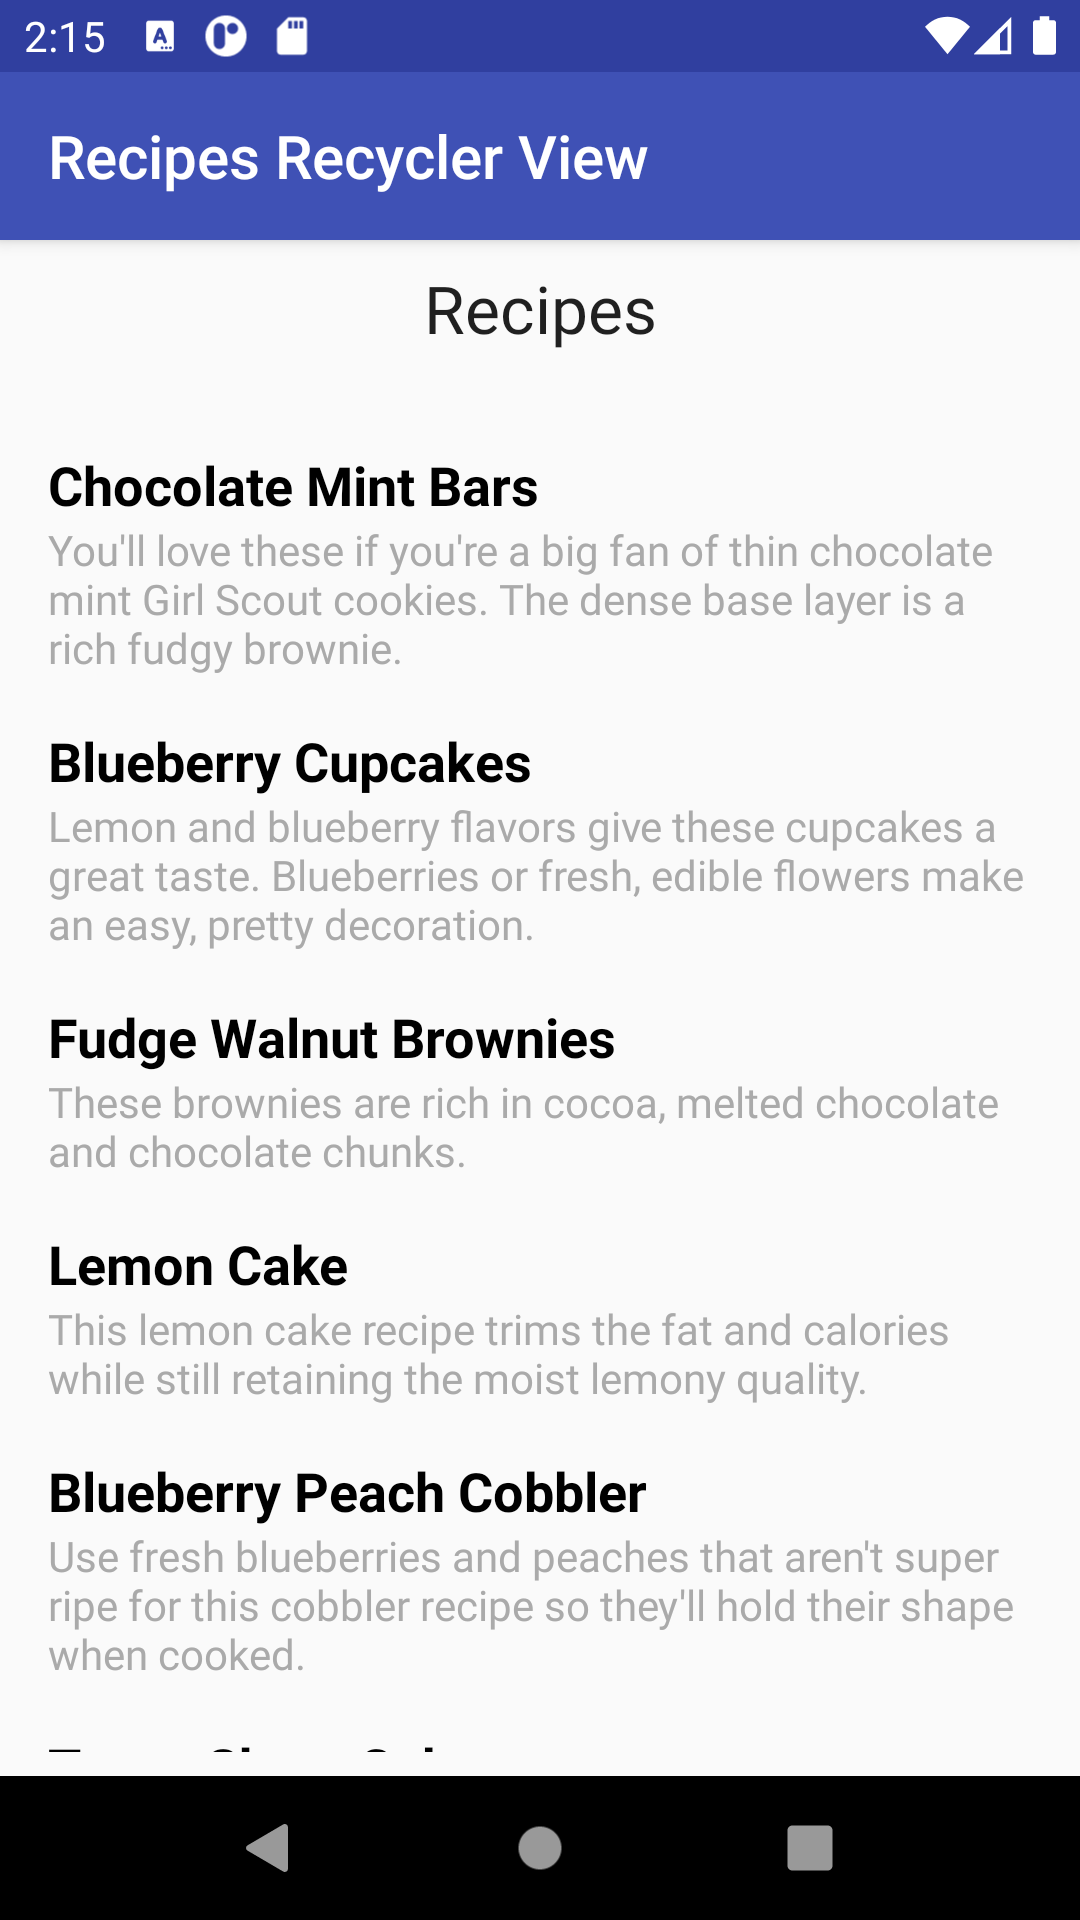 2:15
Recipes Recycler View
Recipes
Chocolate Mint Bars
You'll love these if you're a big fan of thin chocolate
mint Girl Scout cookies. The dense base layer is a
rich fudgy brownie.
Blueberry Cupcakes
Lemon and blueberry flavors give these cupcakes a
great taste. Blueberries or fresh, edible flowers make
an easy, pretty decoration.
Fudge Walnut Brownies
These brownies are rich in cocoa, melted chocolate
and chocolate chunks.
Lemon Cake
This lemon cake recipe trims the fat and calories
while still retaining the moist lemony quality.
Blueberry Peach Cobbler
Use fresh blueberries and peaches that aren't super
ripe for this cobbler recipe so they'll hold their shape
when cooked.